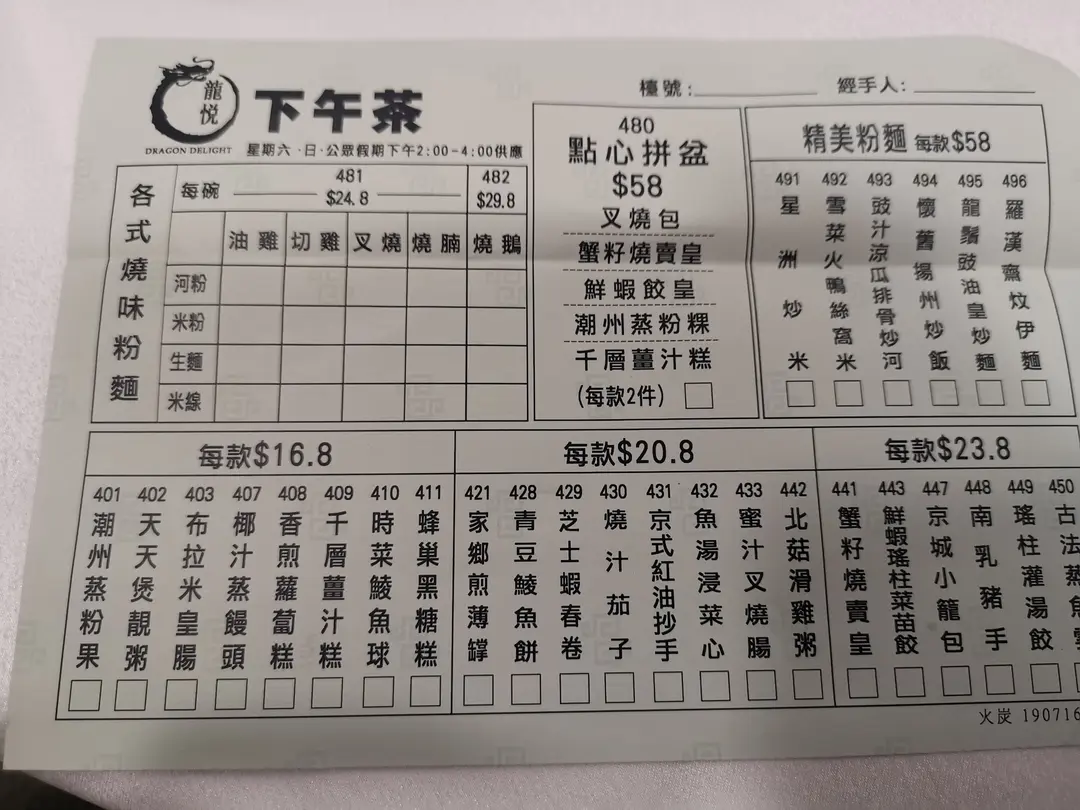 龍悅
DRAGON DELIGHT
下午茶
星期六·日·公眾假期下午2:00-4:00供應
檯號:
經手人:
各式燒味粉麵
每碗
481
$24.8
482
$29.8
油雞
切雞
叉燒
燒腩
燒鵝
河粉
米粉
生麵
米線
480
點心拼盆
$58
叉燒包
蟹籽燒賣皇
鮮蝦餃皇
潮州蒸粉粿
千層薑汁糕
(每款2件)
精美粉麵 每款$58
491 星洲炒米
492 雪菜火鴨絲窩米
493 豉汁涼瓜排骨炒河
494 懷舊揚州炒飯
495 龍鬚豉油皇炒麵
496 羅漢齋炆伊麵
每款$16.8
401 潮州蒸粉果
402 天天煲靚粥
403 布拉米皇腸
407 椰汁蒸饅頭
408 香煎蘿蔔糕
409 千層薑汁糕
410 時菜鯪魚球
411 蜂巢黑糖糕
每款$20.8
421 家鄉煎薄罉
428 青豆鯪魚餅
429 芝士蝦春卷
430 燒汁茄子
431 京式紅油抄手
432 魚湯浸菜心
433 蜜汁叉燒腸
442 北菇滑雞粥
每款$23.8
441 蟹籽燒賣皇
443 鮮蝦瑤柱菜苗餃
447 京城小籠包
448 南乳豬手
449 瑤柱灌湯餃
450 古法蒸魚
火炭 190716